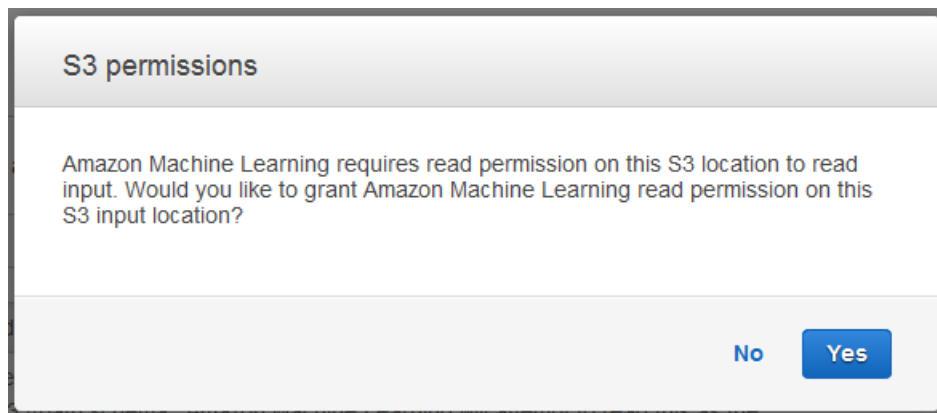 S3 permissions
Amazon Machine Learning requires read permission on this S3 location to read
input. Would you like to grant Amazon Machine Learning read permission on this
S3 input location?
No Yes